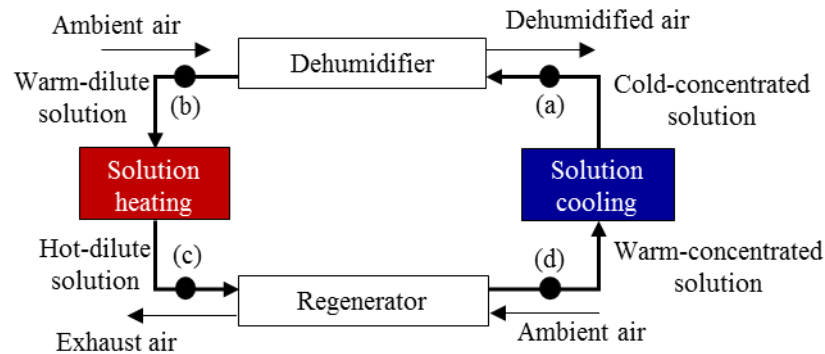 Ambient air
Dehumidified air
Dehumidifier
Warm-dilute
solution
(b)
(a)
Cold-concentrated
solution
Solution
heating
Solution
cooling
Hot-dilute
solution
(c)
(d)
Warm-concentrated
solution
Regenerator
Exhaust air
Ambient air